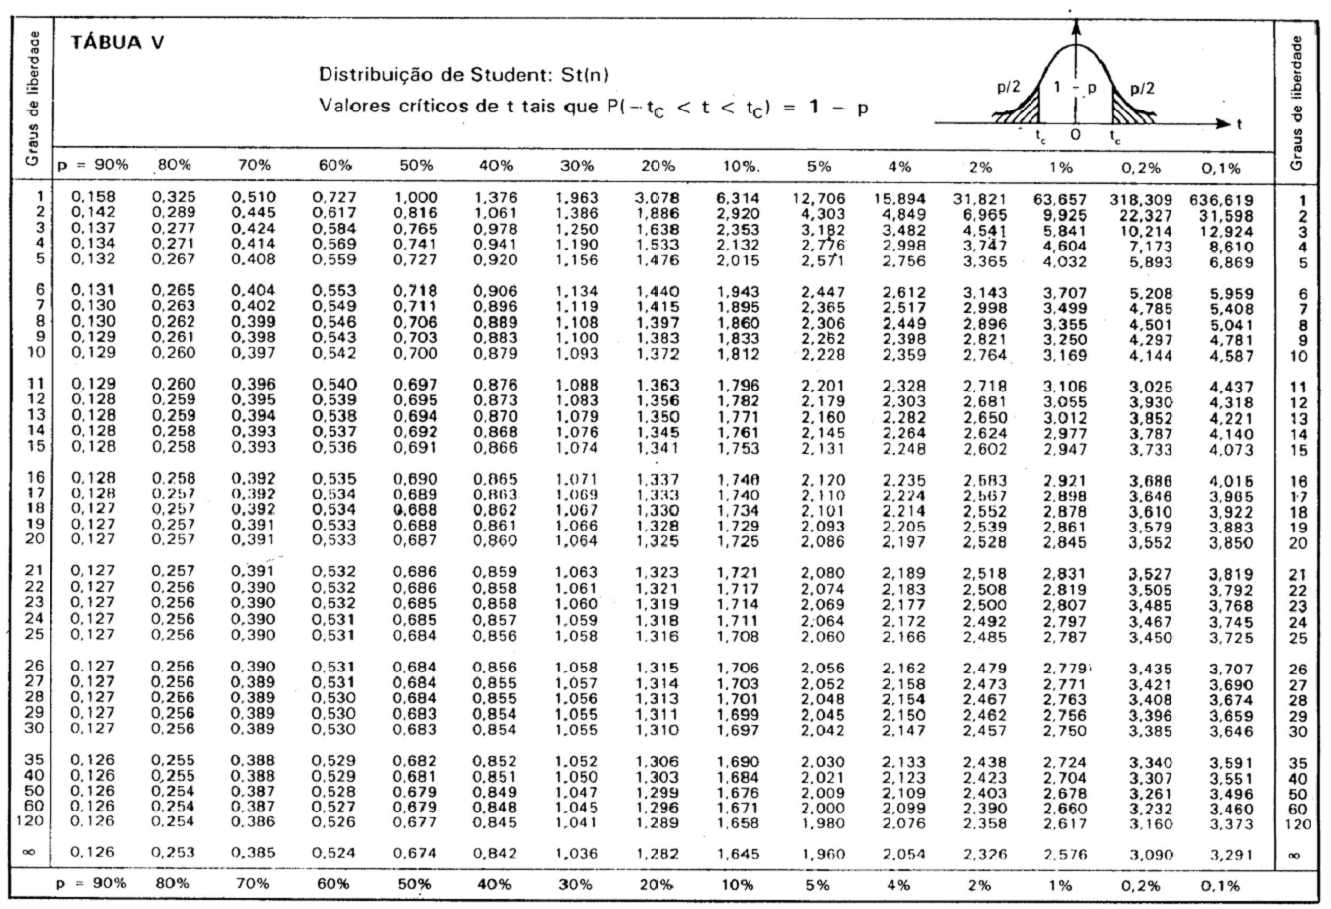 TÁBUA V
Graus de liberdade
Distribuição de Student: St(n)
Valores críticos de t tais que P(−tc < t < tc) = 1 − p
p/2 1 − p p/2
tc 0 tc t
Graus de liberdade
p = 90% 80% 70% 60% 50% 40% 30% 20% 10% 5% 4% 2% 1% 0,2% 0,1%
1 0,158 0,325 0,510 0,727 1,000 1,376 1,963 3,078 6,314 12,706 15,894 31,821 63,657 318,309 636,619 1
2 0,142 0,289 0,445 0,617 0,816 1,061 1,386 1,886 2,920 4,303 4,849 6,965 9,925 22,327 31,598 2
3 0,137 0,277 0,424 0,584 0,765 0,978 1,250 1,638 2,353 3,182 3,482 4,541 5,841 10,214 12,924 3
4 0,134 0,271 0,414 0,569 0,741 0,941 1,190 1,533 2,132 2,776 2,998 3,747 4,604 7,173 8,610 4
5 0,132 0,267 0,408 0,559 0,727 0,920 1,156 1,476 2,015 2,571 2,756 3,365 4,032 5,893 6,869 5
6 0,131 0,265 0,404 0,553 0,718 0,906 1,134 1,440 1,943 2,447 2,612 3,143 3,707 5,208 5,959 6
7 0,130 0,263 0,402 0,549 0,711 0,896 1,119 1,415 1,895 2,365 2,517 2,998 3,499 4,785 5,408 7
8 0,130 0,262 0,399 0,546 0,706 0,889 1,108 1,397 1,860 2,306 2,449 2,896 3,355 4,501 5,041 8
9 0,129 0,261 0,398 0,543 0,703 0,883 1,100 1,383 1,833 2,262 2,398 2,821 3,250 4,297 4,781 9
10 0,129 0,260 0,397 0,542 0,700 0,879 1,093 1,372 1,812 2,228 2,359 2,764 3,169 4,144 4,587 10
11 0,129 0,260 0,396 0,540 0,697 0,876 1,088 1,363 1,796 2,201 2,328 2,718 3,106 3,025 4,437 11
12 0,128 0,259 0,395 0,539 0,695 0,873 1,083 1,356 1,782 2,179 2,303 2,681 3,055 3,930 4,318 12
13 0,128 0,259 0,394 0,538 0,694 0,870 1,079 1,350 1,771 2,160 2,282 2,650 3,012 3,852 4,221 13
14 0,128 0,258 0,393 0,537 0,692 0,868 1,076 1,345 1,761 2,145 2,264 2,624 2,977 3,787 4,140 14
15 0,128 0,258 0,393 0,536 0,691 0,866 1,074 1,341 1,753 2,131 2,248 2,602 2,947 3,733 4,073 15
16 0,128 0,258 0,392 0,535 0,690 0,865 1,071 1,337 1,746 2,120 2,235 2,583 2,921 3,686 4,015 16
17 0,128 0,257 0,392 0,534 0,689 0,863 1,069 1,333 1,740 2,110 2,224 2,567 2,898 3,646 3,965 17
18 0,127 0,257 0,392 0,534 0,688 0,862 1,067 1,330 1,734 2,101 2,214 2,552 2,878 3,610 3,922 18
19 0,127 0,257 0,391 0,533 0,688 0,861 1,066 1,328 1,729 2,093 2,205 2,539 2,861 3,579 3,883 19
20 0,127 0,257 0,391 0,533 0,687 0,860 1,064 1,325 1,725 2,086 2,197 2,528 2,845 3,552 3,850 20
21 0,127 0,257 0,391 0,532 0,686 0,859 1,063 1,323 1,721 2,080 2,189 2,518 2,831 3,527 3,819 21
22 0,127 0,256 0,390 0,532 0,686 0,858 1,061 1,321 1,717 2,074 2,183 2,508 2,819 3,505 3,792 22
23 0,127 0,256 0,390 0,532 0,685 0,858 1,060 1,319 1,714 2,069 2,177 2,500 2,807 3,485 3,768 23
24 0,127 0,256 0,390 0,531 0,685 0,857 1,059 1,318 1,711 2,064 2,172 2,492 2,797 3,467 3,745 24
25 0,127 0,256 0,390 0,531 0,684 0,856 1,058 1,316 1,708 2,060 2,166 2,485 2,787 3,450 3,725 25
26 0,127 0,256 0,390 0,531 0,684 0,856 1,058 1,315 1,706 2,056 2,162 2,479 2,779 3,435 3,707 26
27 0,127 0,256 0,389 0,531 0,684 0,855 1,057 1,314 1,703 2,052 2,158 2,473 2,771 3,421 3,690 27
28 0,127 0,256 0,389 0,530 0,684 0,855 1,056 1,313 1,701 2,048 2,154 2,467 2,763 3,408 3,674 28
29 0,127 0,256 0,389 0,530 0,683 0,854 1,055 1,311 1,699 2,045 2,150 2,462 2,756 3,396 3,659 29
30 0,127 0,256 0,389 0,530 0,683 0,854 1,055 1,310 1,697 2,042 2,147 2,457 2,750 3,385 3,646 30
35 0,126 0,255 0,388 0,529 0,682 0,852 1,052 1,306 1,690 2,030 2,133 2,438 2,724 3,340 3,591 35
40 0,126 0,255 0,388 0,529 0,681 0,851 1,050 1,303 1,684 2,021 2,123 2,423 2,704 3,307 3,551 40
50 0,126 0,254 0,387 0,528 0,679 0,849 1,047 1,299 1,676 2,009 2,109 2,403 2,678 3,261 3,496 50
60 0,126 0,254 0,387 0,527 0,679 0,848 1,045 1,296 1,671 2,000 2,099 2,390 2,660 3,232 3,460 60
120 0,126 0,254 0,386 0,526 0,677 0,845 1,041 1,289 1,658 1,980 2,076 2,358 2,617 3,160 3,373 120
∞ 0,126 0,253 0,385 0,524 0,674 0,842 1,036 1,282 1,645 1,960 2,054 2,326 2,576 3,090 3,291 ∞
p = 90% 80% 70% 60% 50% 40% 30% 20% 10% 5% 4% 2% 1% 0,2% 0,1%